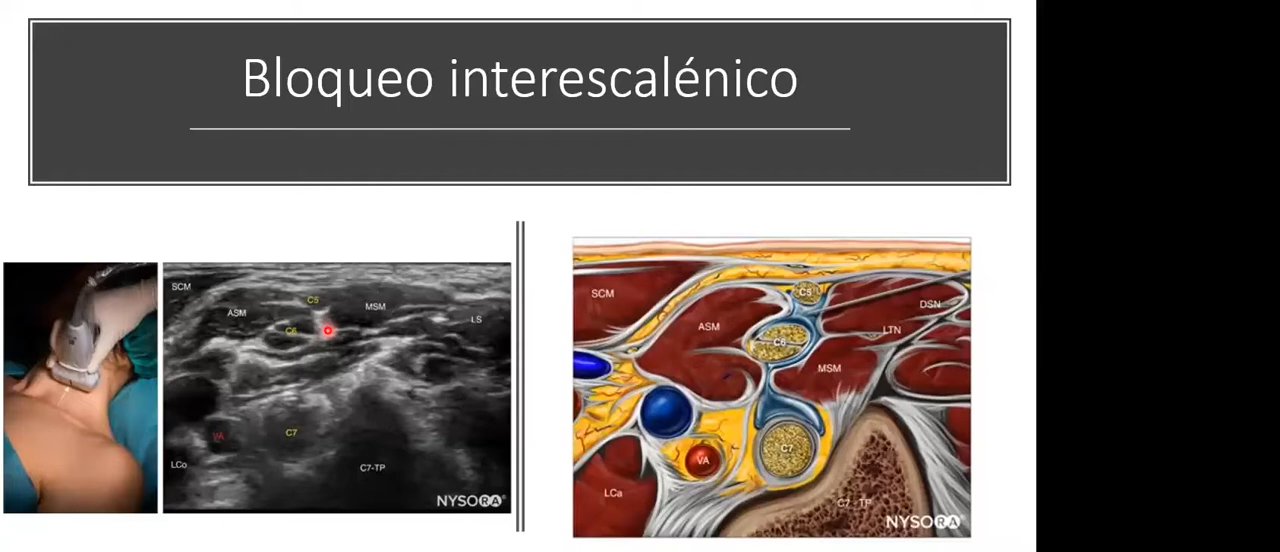 Bloqueo interescalénico
SCM
ASM
C5
MSM
LS
C6
VA
C7
LCo
C7-TP
NYSORA
SCM
C5
DSN
ASM
LTN
C6
MSM
C7
VA
LCa
C7 - TP
NYSORA